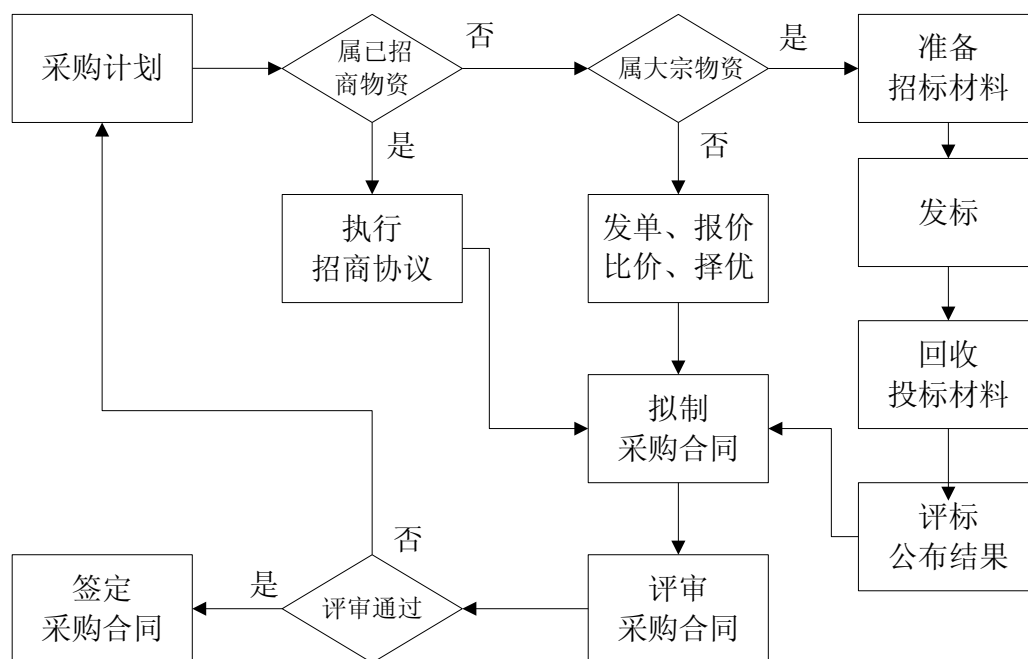 采购计划
属已招
商物资
否
属大宗物资
是
准备
招标材料
是
否
发标
执行
招商协议
发单、报价
比价、择优
回收
投标材料
拟制
采购合同
评标
公布结果
否
是
签定
采购合同
评审通过
评审
采购合同